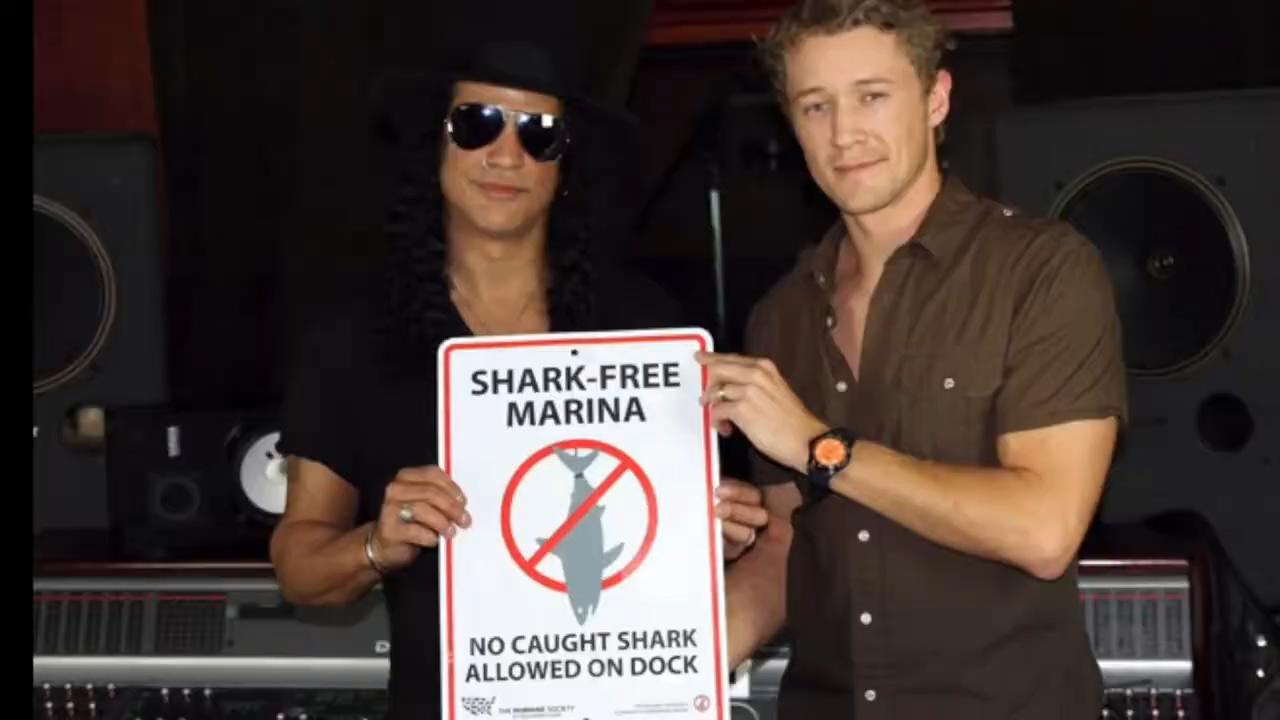 SHARK-FREE
MARINA
NO CAUGHT SHARK
ALLOWED ON DOCK
THE HUMANE SOCIETY